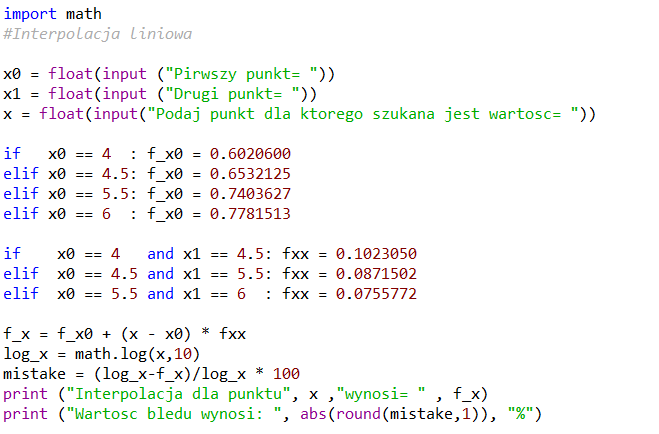 import math
#Interpolacja liniowa
x0 = float(input ("Pirwszy punkt= "))
x1 = float(input ("Drugi punkt= "))
x = float(input("Podaj punkt dla ktorego szukana jest wartosc= "))
if   x0 == 4  : f_x0 = 0.6020600
elif x0 == 4.5: f_x0 = 0.6532125
elif x0 == 5.5: f_x0 = 0.7403627
elif x0 == 6  : f_x0 = 0.7781513
if    x0 == 4   and x1 == 4.5: fxx = 0.1023050
elif  x0 == 4.5 and x1 == 5.5: fxx = 0.0871502
elif  x0 == 5.5 and x1 == 6  : fxx = 0.0755772
f_x = f_x0 + (x - x0) * fxx
log_x = math.log(x,10)
mistake = (log_x-f_x)/log_x * 100
print ("Interpolacja dla punktu", x ,"wynosi= " , f_x)
print ("Wartosc bledu wynosi: ", abs(round(mistake,1)), "%")